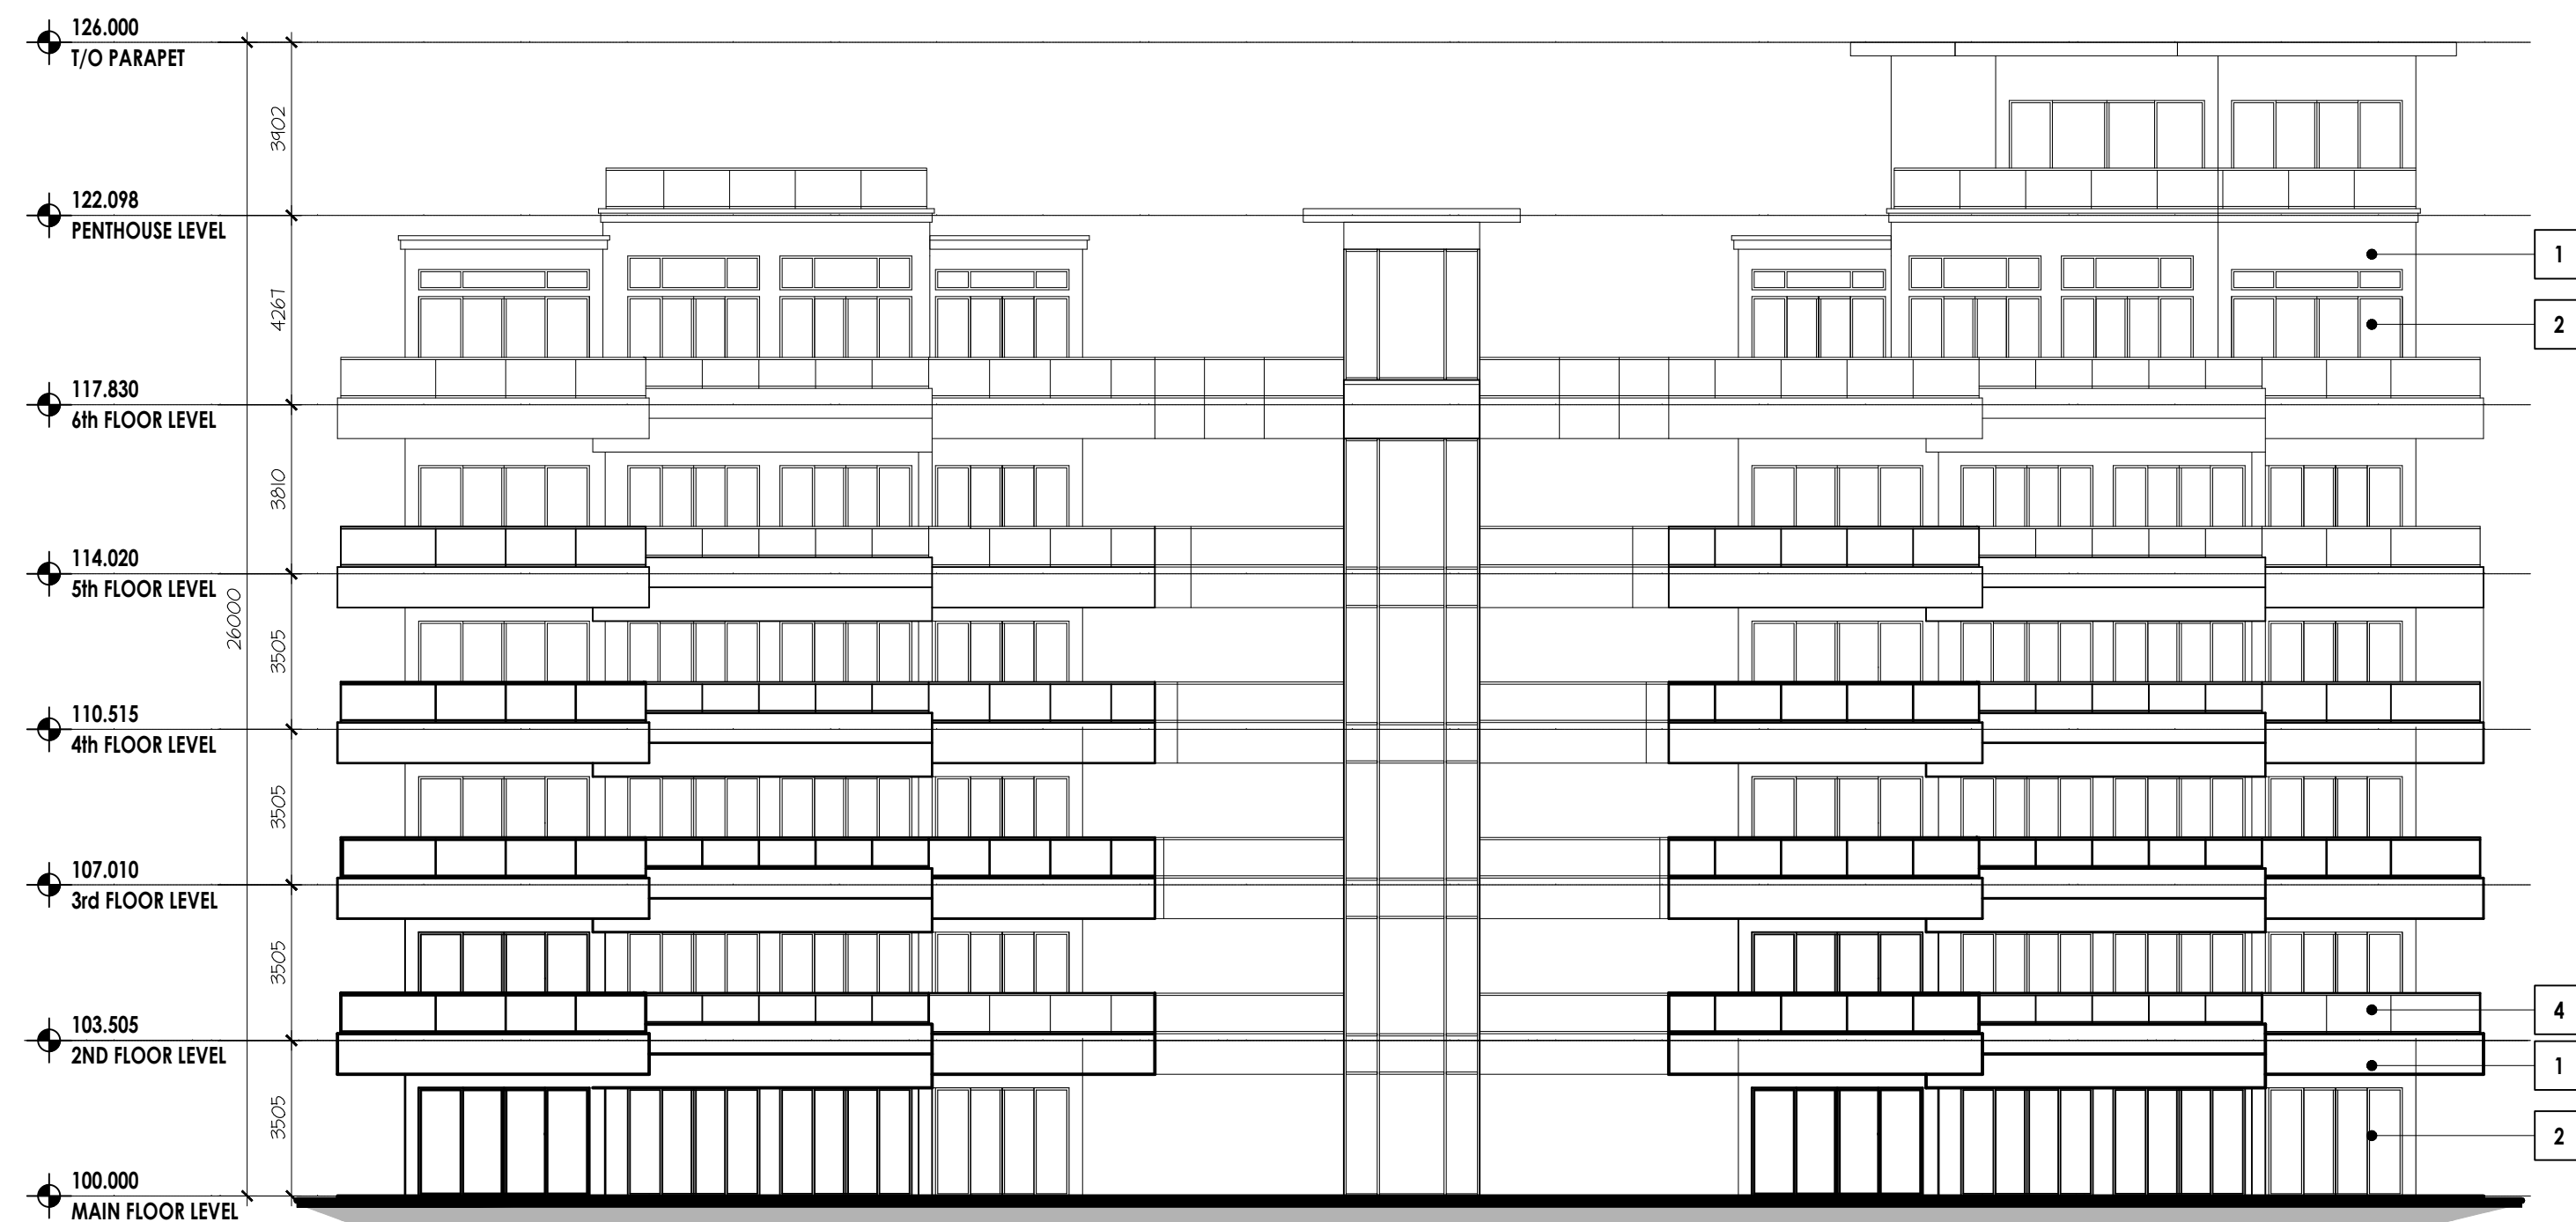 126.000
T/O PARAPET
3902
122.098
PENTHOUSE LEVEL
1
4267
2
117.830
6th FLOOR LEVEL
3810
114.020
5th FLOOR LEVEL
26000
3505
110.515
4th FLOOR LEVEL
3505
107.010
3rd FLOOR LEVEL
3505
4
103.505
2ND FLOOR LEVEL
1
3505
2
100.000
MAIN FLOOR LEVEL